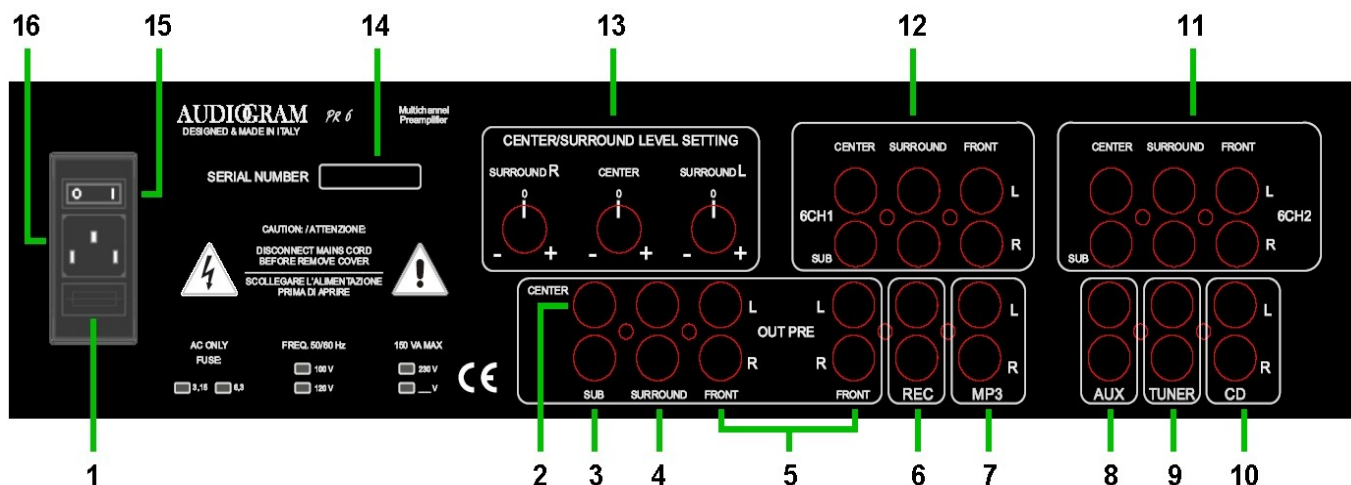 16 15 14 13 12 11
AUDIOGRAM PR 6 Multichannel
Preamplifier
DESIGNED & MADE IN ITALY
SERIAL NUMBER
O I
CAUTION: / ATTENZIONE:
DISCONNECT MAINS CORD
BEFORE REMOVE COVER
SCOLLEGARE L'ALIMENTAZIONE
PRIMA DI APRIRE
AC ONLY
FUSE:
3,15 6,3
FREQ. 50/60 Hz
100 V
120 V
150 VA MAX
230 V
___V
CE
CENTER/SURROUND LEVEL SETTING
SURROUND R CENTER SURROUND L
0 0 0
- + - + - +
CENTER SURROUND FRONT
L
6CH1
SUB R
CENTER SURROUND FRONT
L
6CH2
SUB R
CENTER
L L L L
OUT PRE
R R R R
SUB SURROUND FRONT FRONT REC MP3 AUX TUNER CD
1 2 3 4 5 6 7 8 9 10